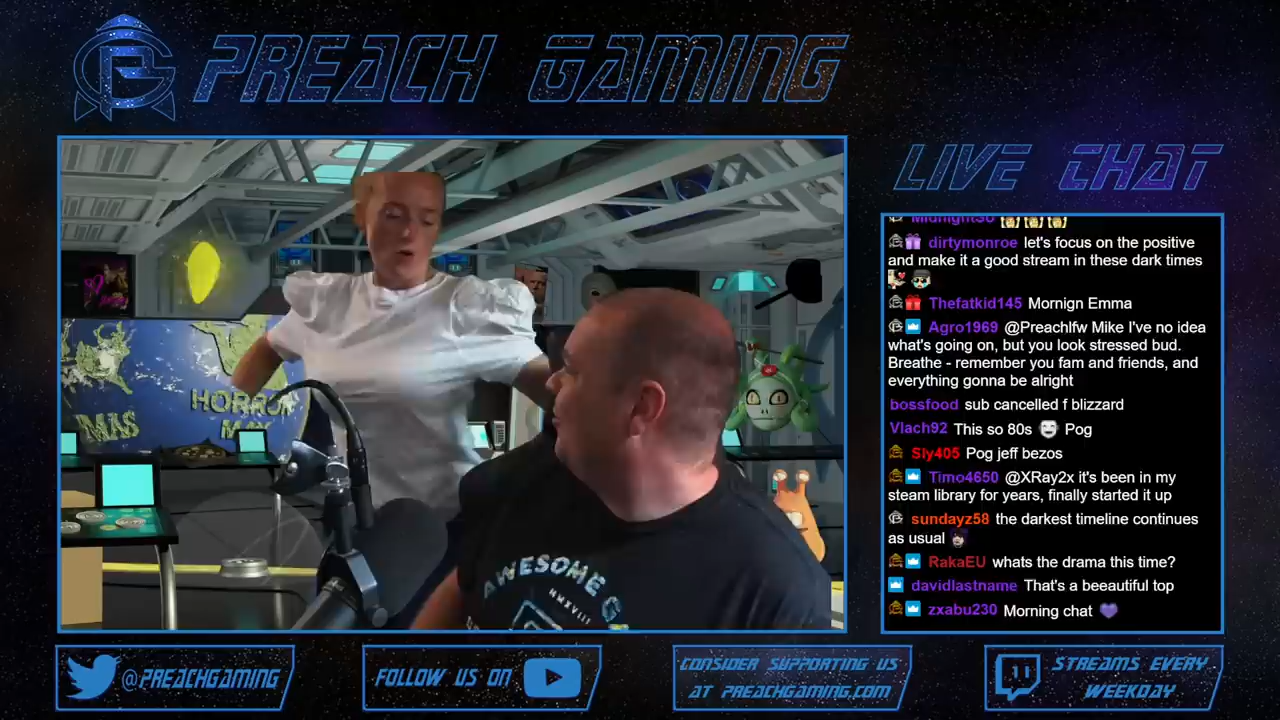 PREACH GAMING
LIVE CHAT
MidnightSu
dirtymonroe let's focus on the positive
and make it a good stream in these dark times
Thefatkid145 Mornign Emma
Agro1969 @Preachlfw Mike I've no idea
what's going on, but you look stressed bud.
Breathe - remember you fam and friends, and
everything gonna be alright
bossfood sub cancelled f blizzard
Vlach92 This so 80s Pog
Sly405 Pog jeff bezos
Timo4650 @XRay2x it's been in my
steam library for years, finally started it up
sundayz58 the darkest timeline continues
as usual
RakaEU whats the drama this time?
davidlastname That's a beeautiful top
zxabu230 Morning chat
MAS
HORROR
MAY
AWESOME G
MMXVIII
@PREACHGAMING
FOLLOW US ON
CONSIDER SUPPORTING US
AT PREACHGAMING.COM
STREAMS EVERY
WEEKDAY